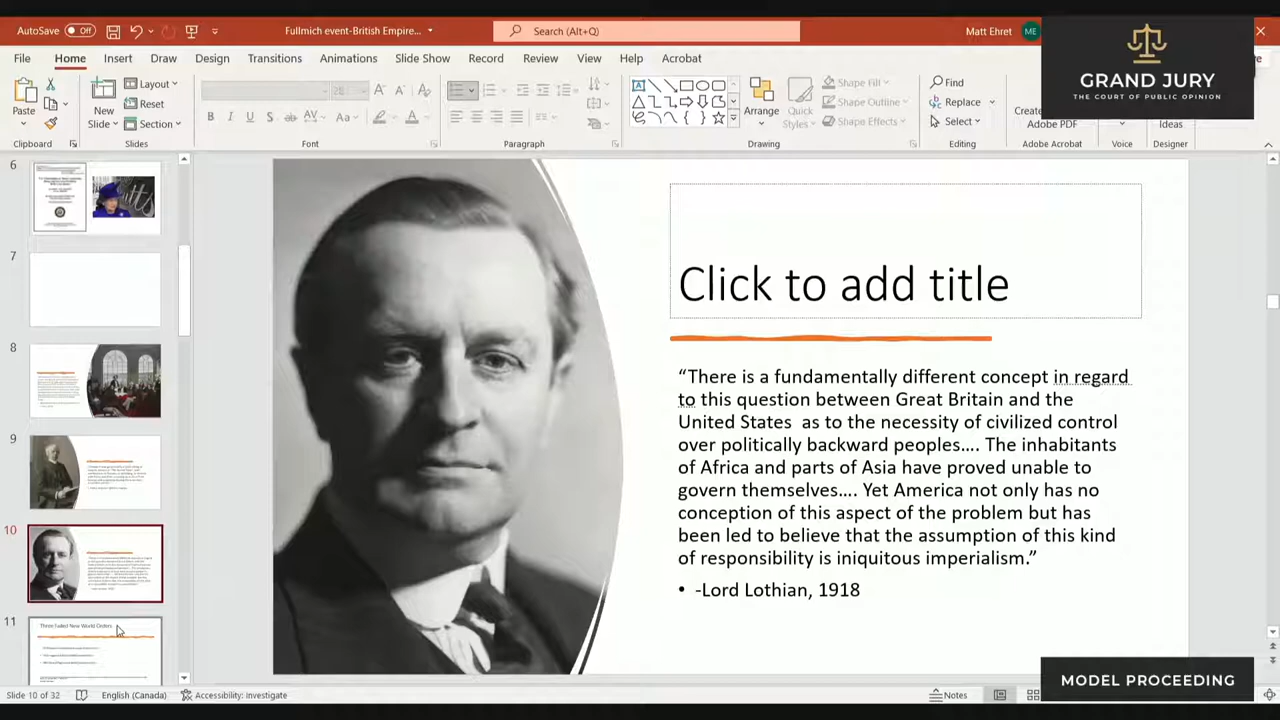 AutoSave Off
Fullmich event-British Empire...
Search (Alt+Q)
Matt Ehret ME
File Home Insert Draw Design Transitions Animations Slide Show Record Review View Help Acrobat
GRAND JURY
THE COURT OF PUBLIC OPINION
Paste
New Slide
Layout
Reset
Section
28
Arrange
Quick Styles
Shape Fill
Shape Outline
Shape Effects
Find
Replace
Select
Adobe PDF
Voice
Ideas
Clipboard Slides Font Paragraph Drawing Editing Adobe Acrobat Voice Designer
6
7
8
9
10
11
Three Failed New World Orders
Click to add title
“There is a fundamentally different concept in regard
to this question between Great Britain and the
United States as to the necessity of civilized control
over politically backward peoples…. The inhabitants
of Africa and parts of Asia have proved unable to
govern themselves…. Yet America not only has no
conception of this aspect of the problem but has
been led to believe that the assumption of this kind
of responsibility is iniquitous imperialism.”
• -Lord Lothian, 1918
Slide 10 of 32
English (Canada)
Accessibility: Investigate
Notes
MODEL PROCEEDING